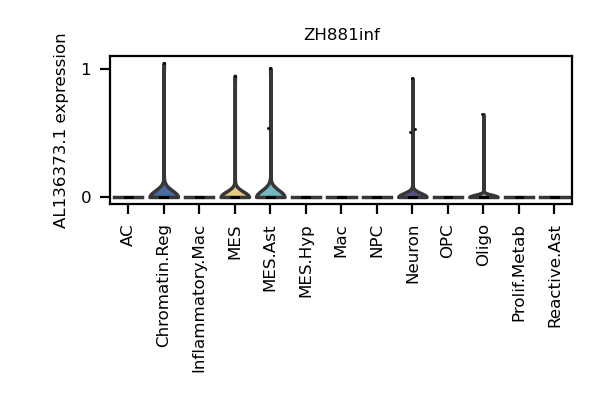 ZH881inf
AL136373.1 expression
1
0
AC
Chromatin.Reg
Inflammatory.Mac
MES
MES.Ast
MES.Hyp
Mac
NPC
Neuron
OPC
Oligo
Prolif.Metab
Reactive.Ast